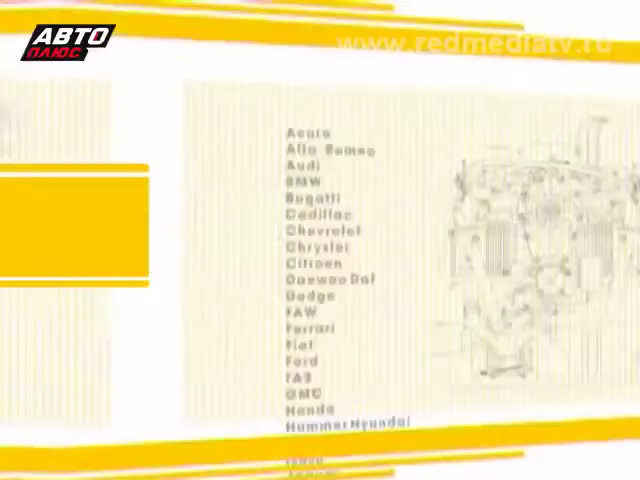 АВТО
ПЛЮС
www.redmediatv.ru
Acura
Alfa Romeo
Audi
BMW
Bugatti
Cadillac
Chevrolet
Chrysler
Citroen
Daewoo Daf
Dodge
FAW
Ferrari
Fiat
Ford
ГАЗ
GMC
Honda
Hummer Hyundai